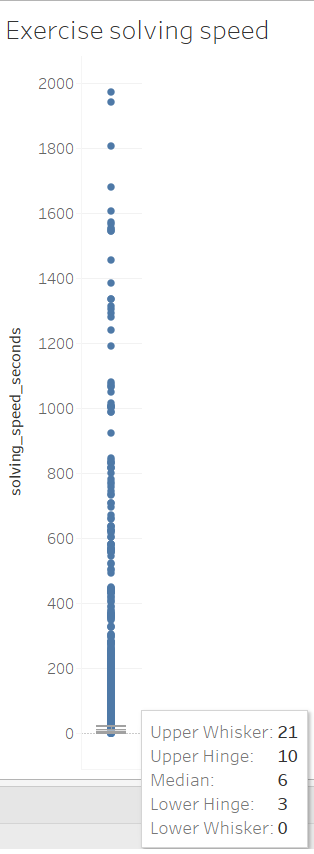 Exercise solving speed
2000
1800
1600
1400
1200
1000
800
600
400
200
0
solving_speed_seconds
Upper Whisker: 21
Upper Hinge: 10
Median: 6
Lower Hinge: 3
Lower Whisker: 0